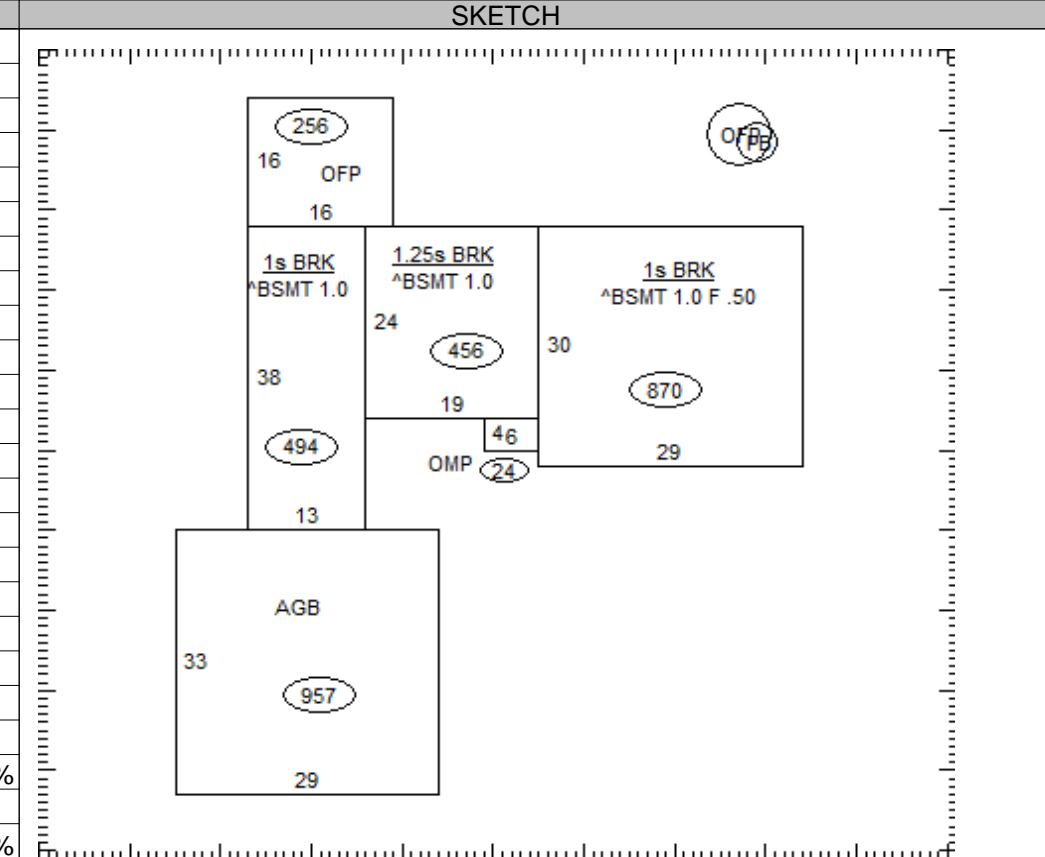 SKETCH
256
16
OFP
16
OFP
PB
1s BRK
^BSMT 1.0
38
494
13
1.25s BRK
^BSMT 1.0
24
456
19
1s BRK
^BSMT 1.0 F .50
30
870
29
4 6
OMP 24
AGB
33
957
29
%
%